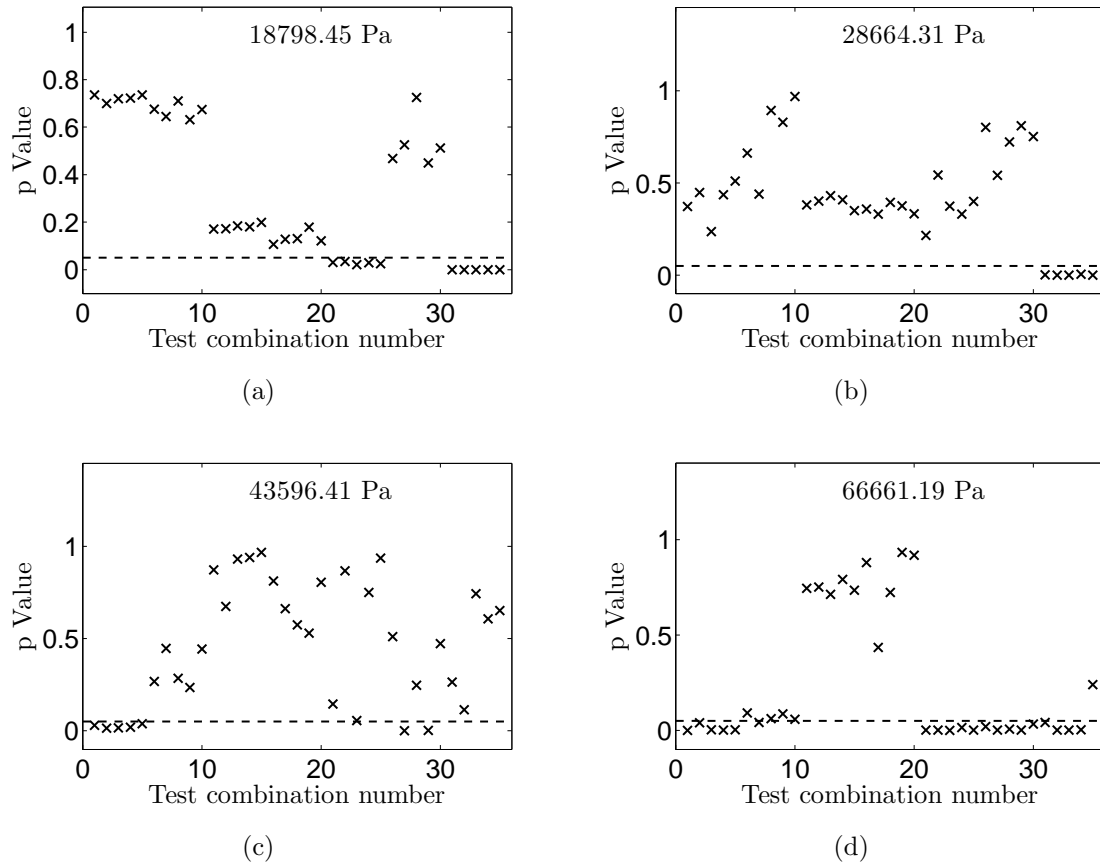 18798.45 Pa
1
0.8
0.6
0.4
0.2
0
p Value
0 10 20 30
Test combination number
(a)
28664.31 Pa
1
0.5
0
p Value
0 10 20 30
Test combination number
(b)
43596.41 Pa
1
0.5
0
p Value
0 10 20 30
Test combination number
(c)
66661.19 Pa
1
0.5
0
p Value
0 10 20 30
Test combination number
(d)